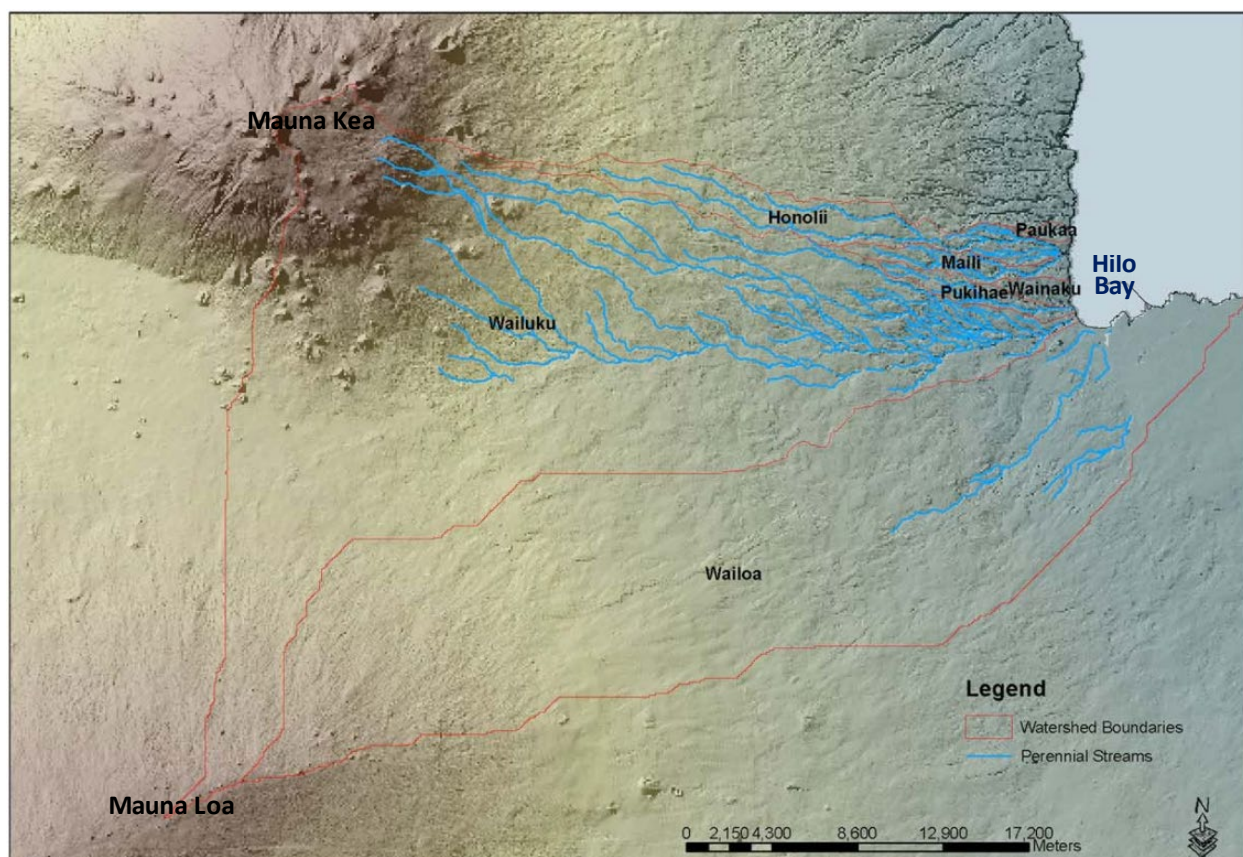 Mauna Kea
Honolii
Paukaa
Maili
Hilo
Bay
Pukihae
Wainaku
Wailuku
Wailoa
Legend
Watershed Boundaries
Perennial Streams
Mauna Loa
N
0 2,150 4,300 8,600 12,900 17,200
Meters